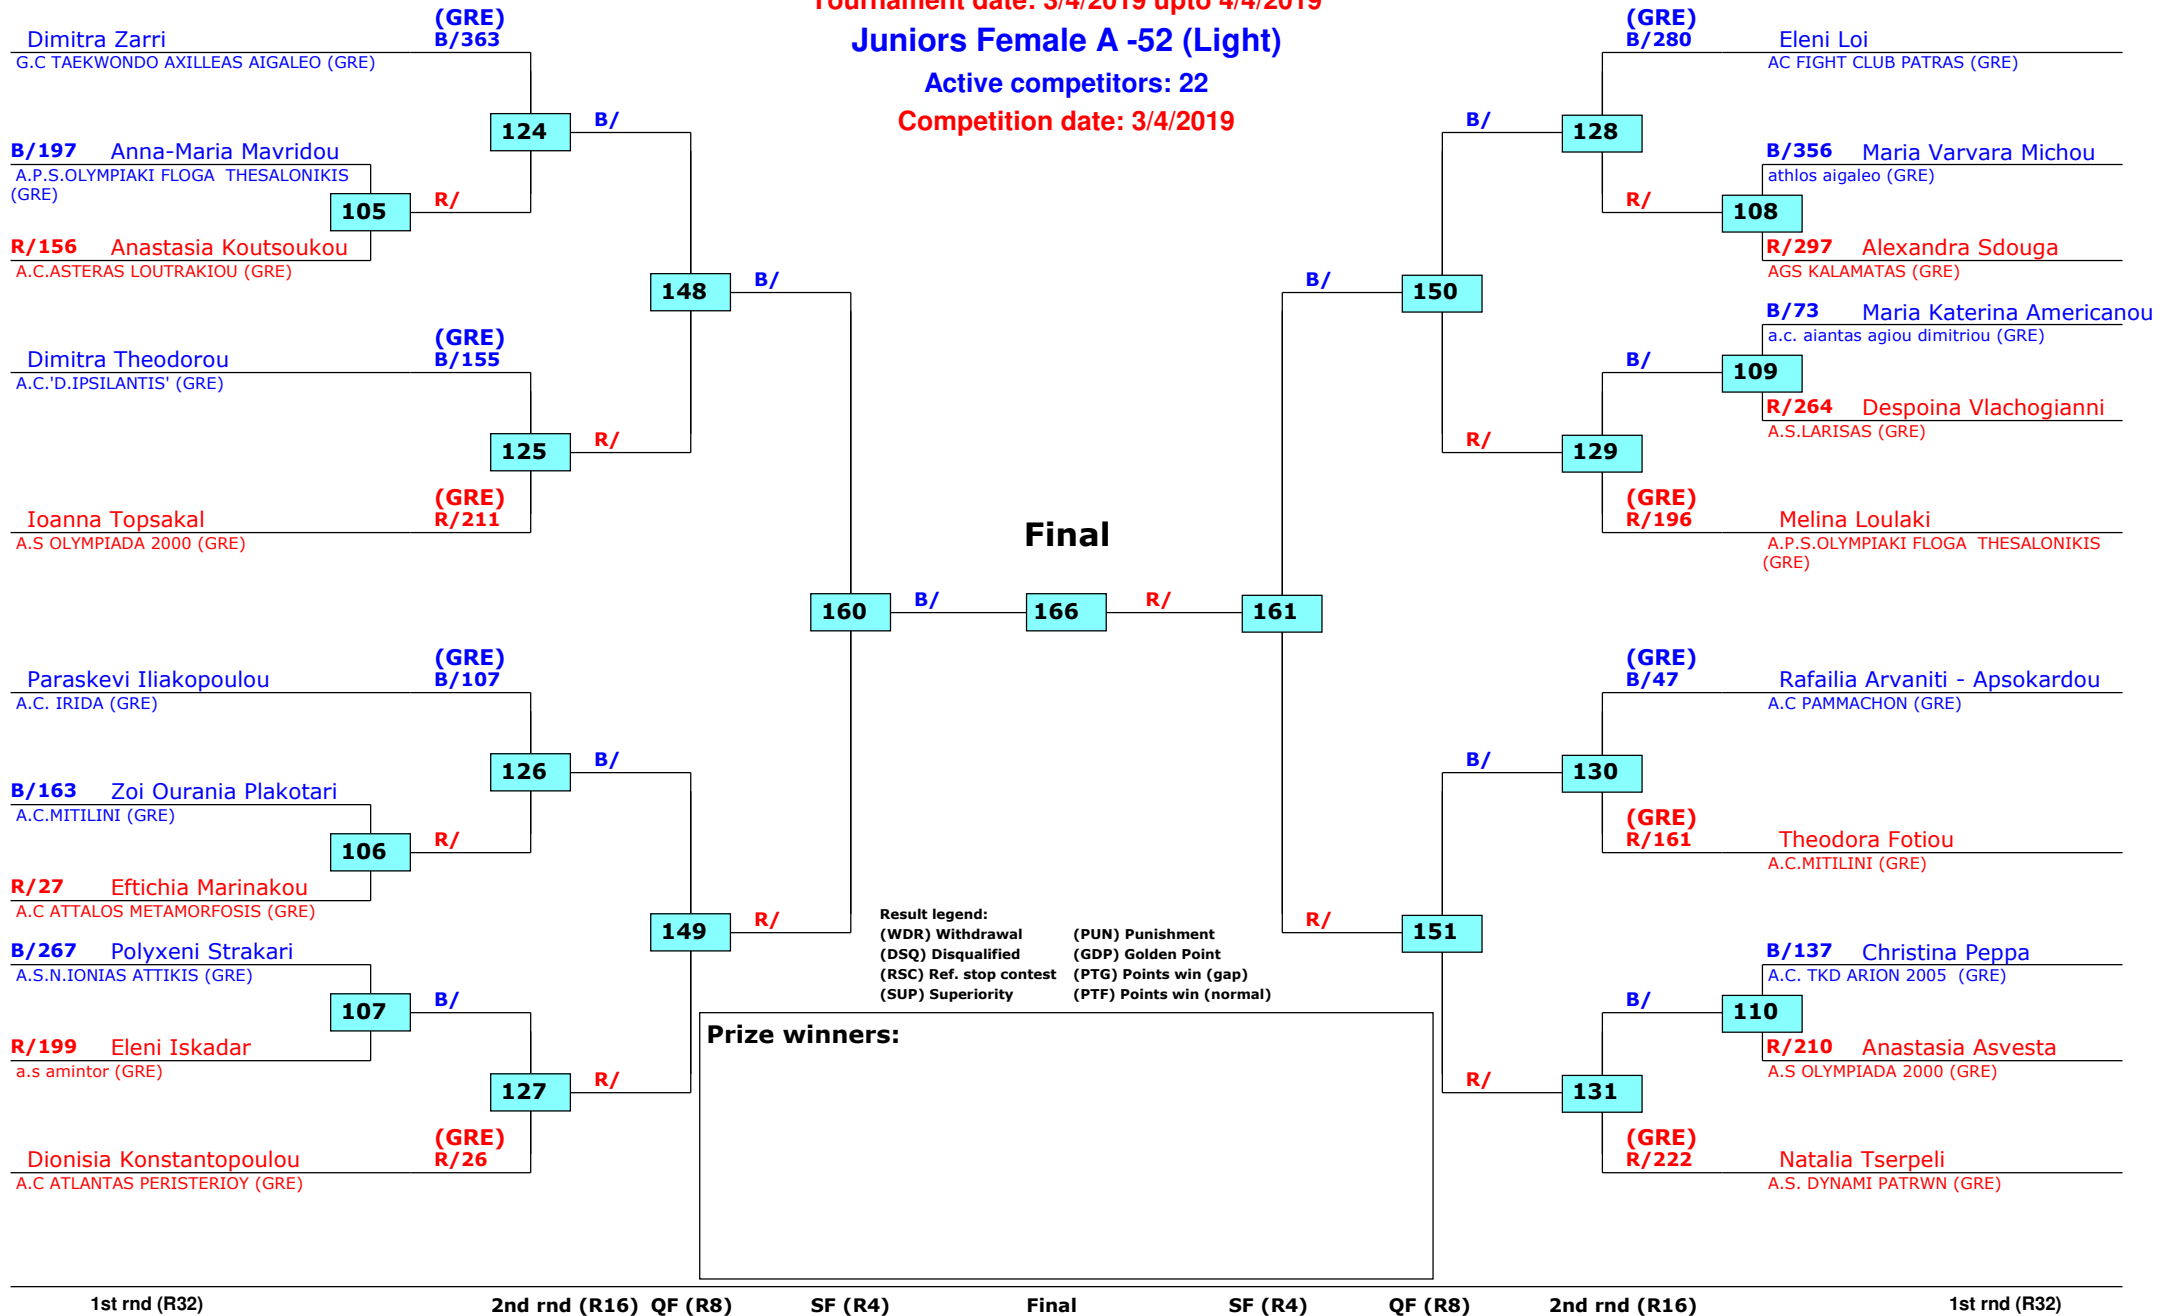 Tournament date: 3/4/2019 upto 4/4/2019
Juniors Female A -52 (Light)
Active competitors: 22
Competition date: 3/4/2019
(GRE)
Dimitra Zarri B/363
G.C TAEKWONDO AXILLEAS AIGALEO (GRE)
124 B/
B/197 Anna-Maria Mavridou
A.P.S.OLYMPIAKI FLOGA THESALONIKIS
(GRE)
105 R/
R/156 Anastasia Koutsoukou
A.C.ASTERAS LOUTRAKIOU (GRE)
148 B/
(GRE)
Dimitra Theodorou B/155
A.C.'D.IPSILANTIS' (GRE)
125 R/
(GRE)
Ioanna Topsakal R/211
A.S OLYMPIADA 2000 (GRE)
160 B/
(GRE)
Paraskevi Iliakopoulou B/107
A.C. IRIDA (GRE)
126 B/
B/163 Zoi Ourania Plakotari
A.C.MITILINI (GRE)
106 R/
R/27 Eftichia Marinakou
A.C ATTALOS METAMORFOSIS (GRE)
149 R/
B/267 Polyxeni Strakari
A.S.N.IONIAS ATTIKIS (GRE)
107 B/
R/199 Eleni Iskadar
a.s amintor (GRE)
127 R/
(GRE)
Dionisia Konstantopoulou R/26
A.C ATLANTAS PERISTERIOY (GRE)
Final
166
(GRE)
B/280 Eleni Loi
AC FIGHT CLUB PATRAS (GRE)
B/ 128
B/356 Maria Varvara Michou
athlos aigaleo (GRE)
R/ 108
R/297 Alexandra Sdouga
AGS KALAMATAS (GRE)
B/ 150
B/73 Maria Katerina Americanou
a.c. aiantas agiou dimitriou (GRE)
B/ 109
R/264 Despoina Vlachogianni
A.S.LARISAS (GRE)
R/ 129
(GRE)
R/196 Melina Loulaki
A.P.S.OLYMPIAKI FLOGA THESALONIKIS
(GRE)
R/ 161
(GRE)
B/47 Rafailia Arvaniti - Apsokardou
A.C PAMMACHON (GRE)
B/ 130
(GRE)
R/161 Theodora Fotiou
A.C.MITILINI (GRE)
R/ 151
B/137 Christina Peppa
A.C. TKD ARION 2005 (GRE)
B/ 110
R/210 Anastasia Asvesta
A.S OLYMPIADA 2000 (GRE)
R/ 131
(GRE)
R/222 Natalia Tserpeli
A.S. DYNAMI PATRWN (GRE)
Result legend:
(WDR) Withdrawal (PUN) Punishment
(DSQ) Disqualified (GDP) Golden Point
(RSC) Ref. stop contest (PTG) Points win (gap)
(SUP) Superiority (PTF) Points win (normal)
Prize winners:
1st rnd (R32) 2nd rnd (R16) QF (R8) SF (R4) Final SF (R4) QF (R8) 2nd rnd (R16) 1st rnd (R32)